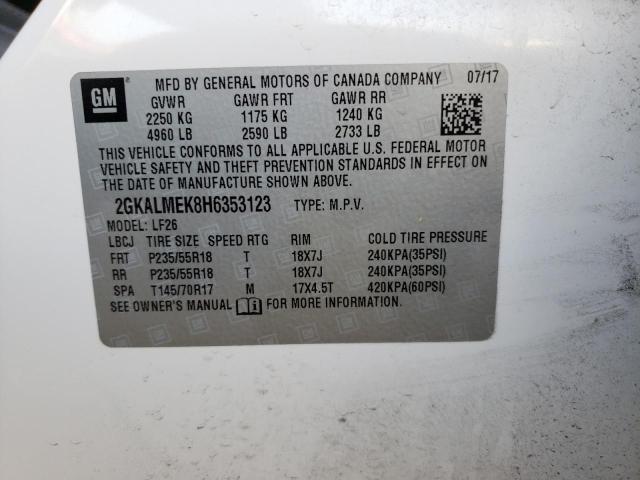 MFD BY GENERAL MOTORS OF CANADA COMPANY 07/17
GM
GVWR GAWR FRT GAWR RR
2250 KG 1175 KG 1240 KG
4960 LB 2590 LB 2733 LB
THIS VEHICLE CONFORMS TO ALL APPLICABLE U.S. FEDERAL MOTOR
VEHICLE SAFETY AND THEFT PREVENTION STANDARDS IN EFFECT ON
THE DATE OF MANUFACTURE SHOWN ABOVE.
2GKALMEK8H6353123 TYPE: M.P.V.
MODEL: LF26
LBCJ TIRE SIZE SPEED RTG RIM COLD TIRE PRESSURE
FRT P235/55R18 T 18X7J 240KPA(35PSI)
RR P235/55R18 T 18X7J 240KPA(35PSI)
SPA T145/70R17 M 17X4.5T 420KPA(60PSI)
SEE OWNER'S MANUAL FOR MORE INFORMATION.